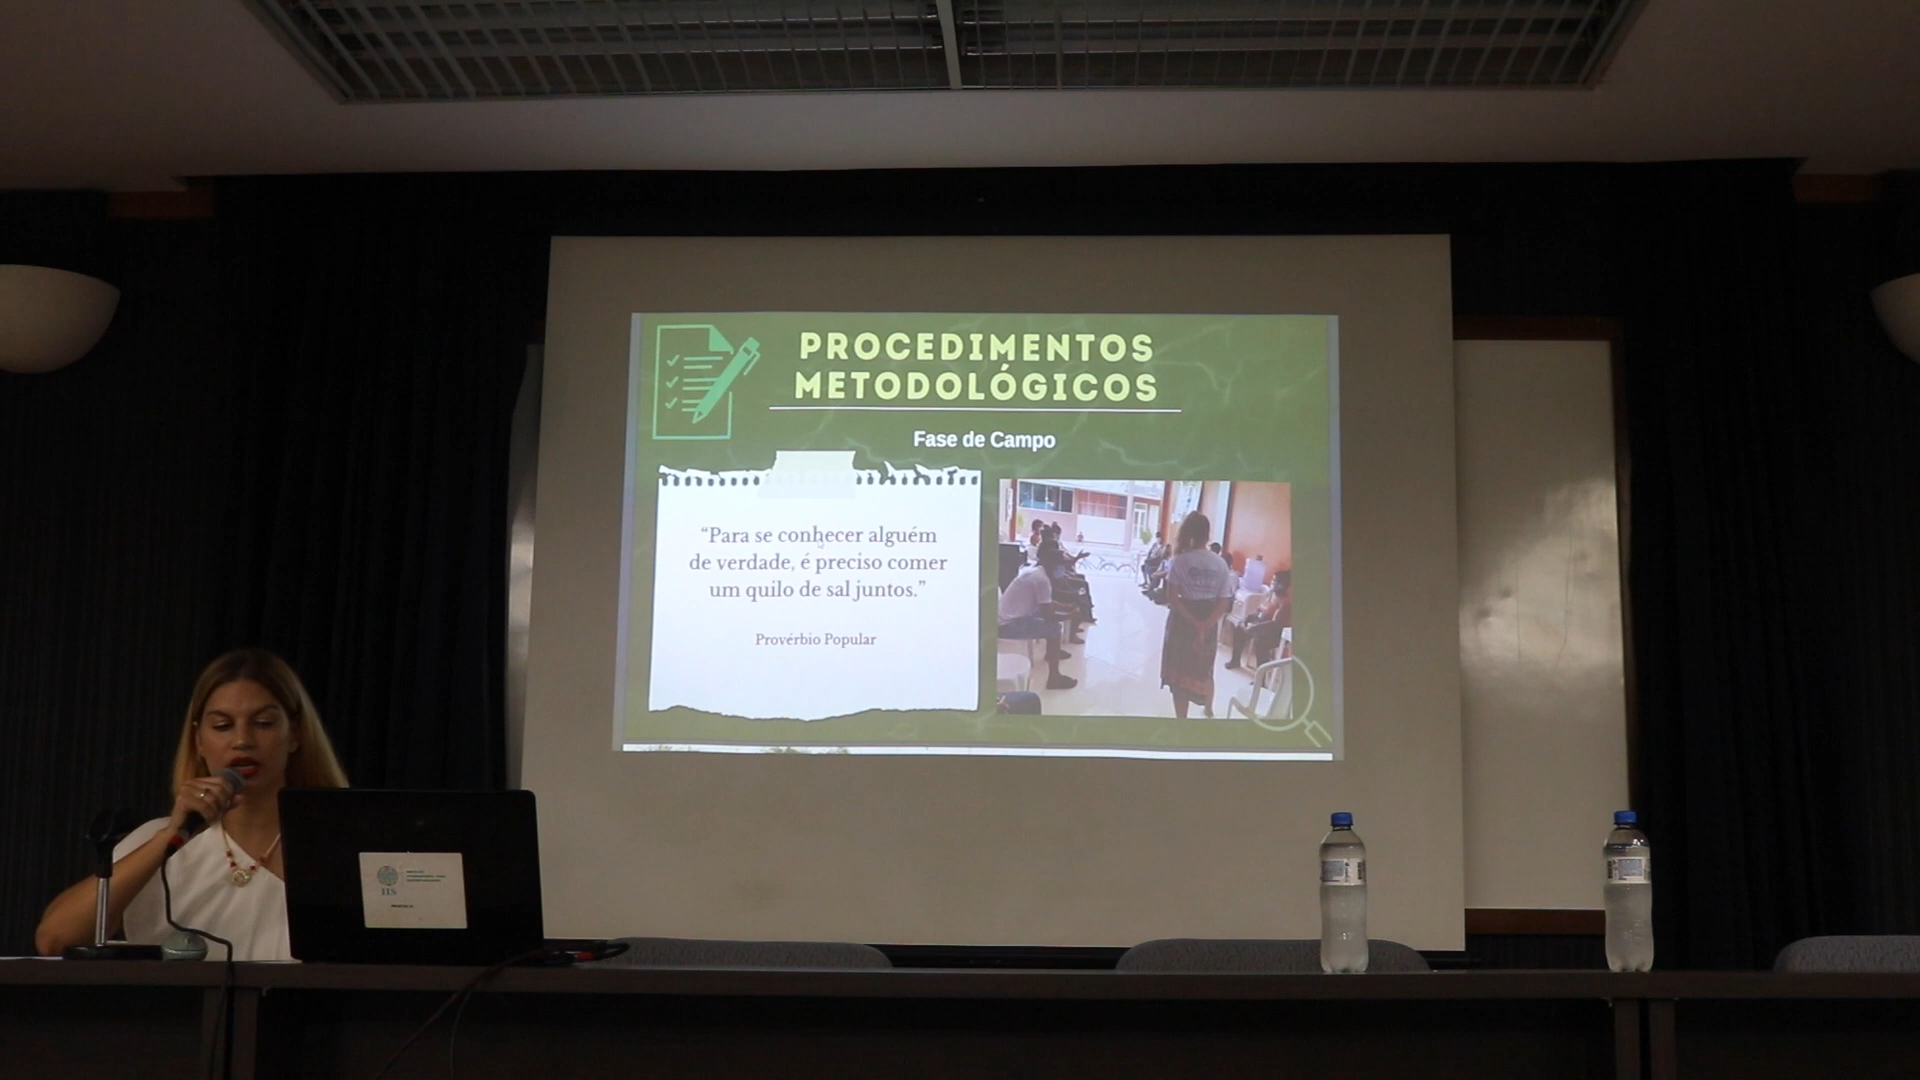 PROCEDIMENTOS
METODOLÓGICOS
Fase de Campo
“Para se conhecer alguém
de verdade, é preciso comer
um quilo de sal juntos.”
Provérbio Popular
IIS